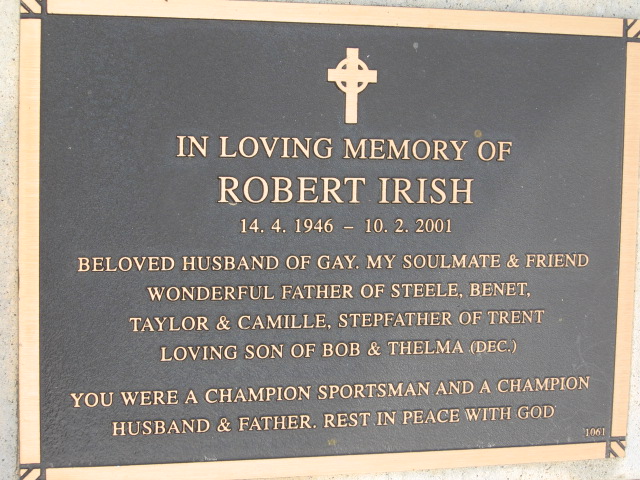 IN LOVING MEMORY OF
ROBERT IRISH
14. 4. 1946 – 10. 2. 2001
BELOVED HUSBAND OF GAY. MY SOULMATE & FRIEND
WONDERFUL FATHER OF STEELE, BENET,
TAYLOR & CAMILLE, STEPFATHER OF TRENT
LOVING SON OF BOB & THELMA (DEC.)
YOU WERE A CHAMPION SPORTSMAN AND A CHAMPION
HUSBAND & FATHER. REST IN PEACE WITH GOD
1061